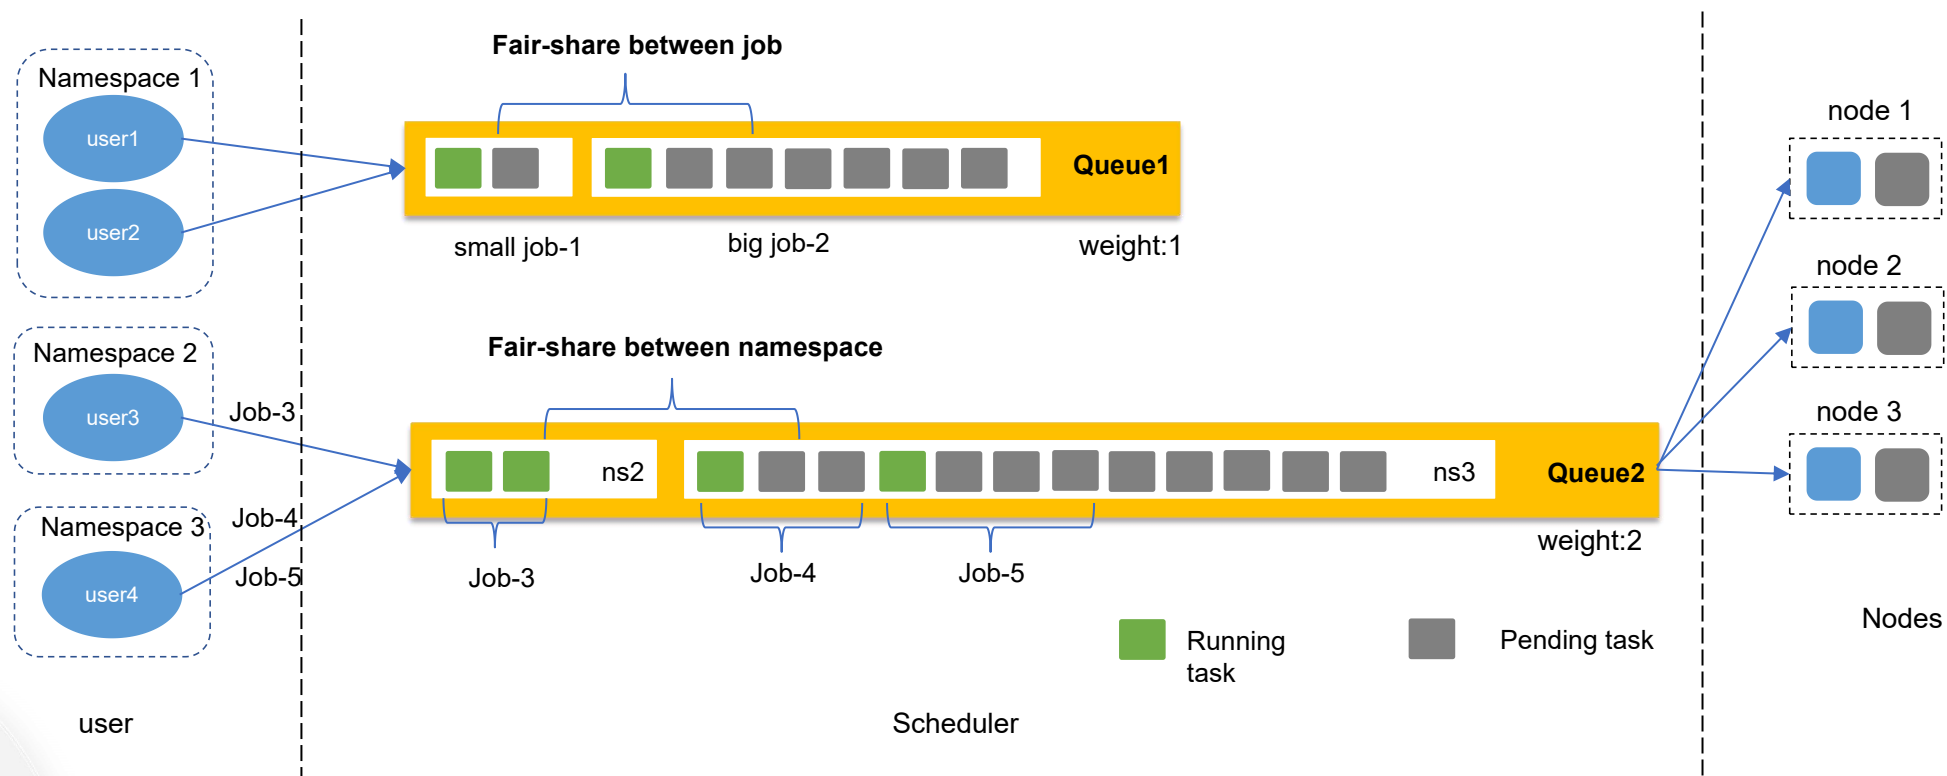 Fair-share between job
Namespace 1
user1
user2
Queue1
small job-1
big job-2
weight:1
node 1
node 2
node 3
Namespace 2
user3
Job-3
Fair-share between namespace
ns2
ns3
Queue2
weight:2
Namespace 3
user4
Job-4
Job-5
Job-3
Job-4
Job-5
Running
task
Pending task
Nodes
user
Scheduler